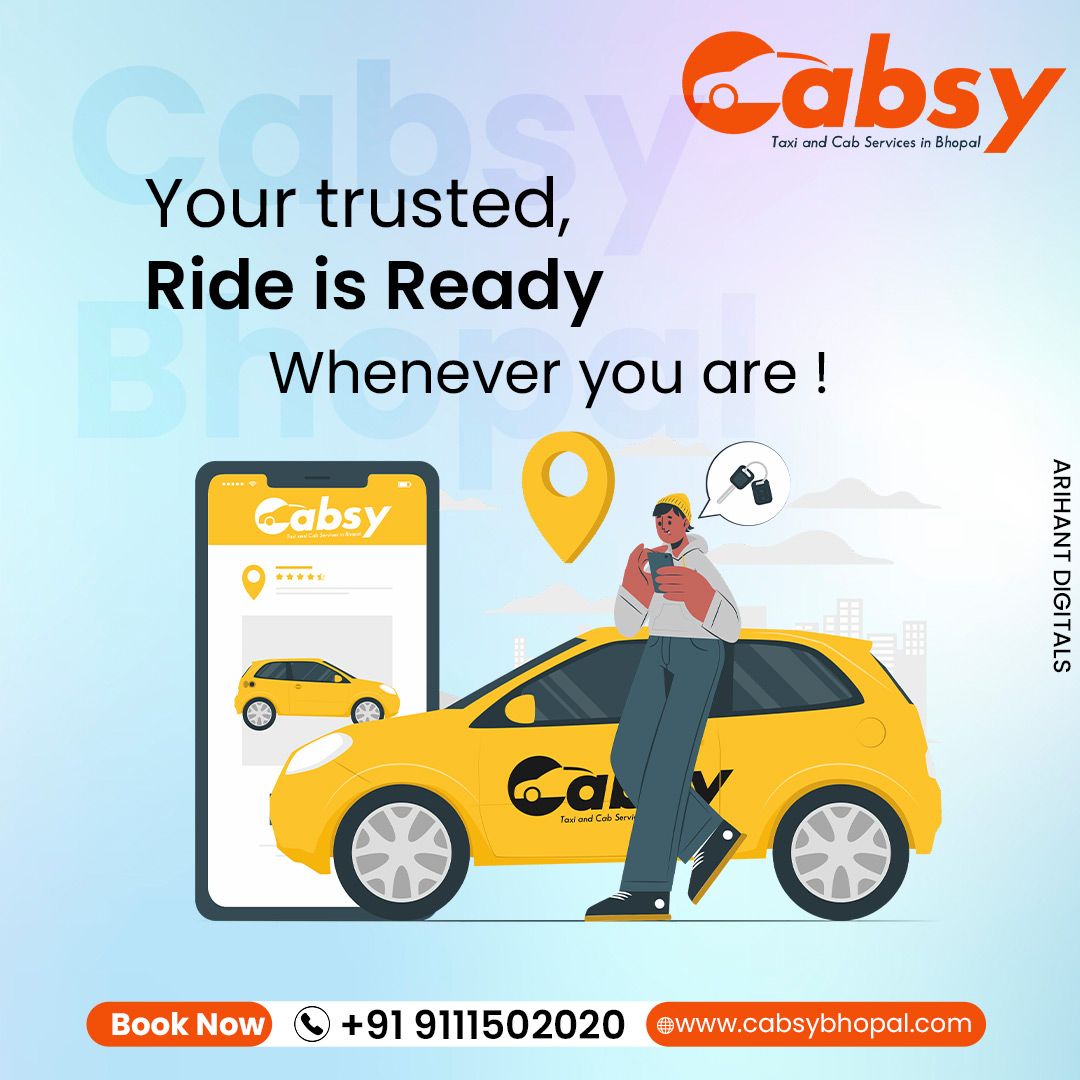 Cabsy
Taxi and Cab Services in Bhopal
Cabsy
Bhopal
Your trusted,
Ride is Ready
Whenever you are !
Cabsy
Taxi and Cab Services in Bhopal
ARIHANT DIGITALS
Cabsy
Taxi and Cab Servic
Book Now
+91 9111502020
www.cabsybhopal.com